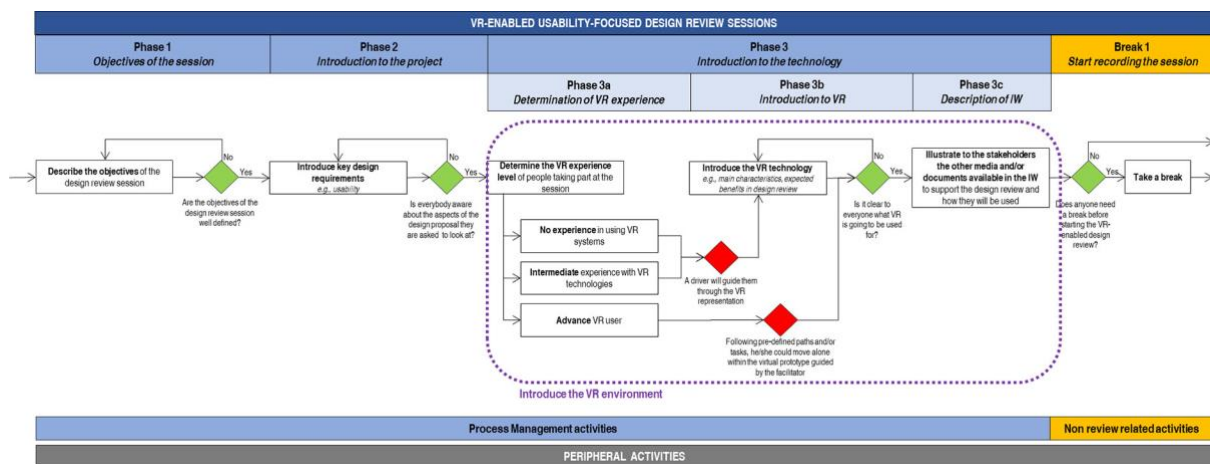 VR-ENABLED USABILITY-FOCUSED DESIGN REVIEW SESSIONS
Phase 1
Objectives of the session
Phase 2
Introduction to the project
Phase 3
Introduction to the technology
Break 1
Start recording the session
Phase 3a
Determination of VR experience
Phase 3b
Introduction to VR
Phase 3c
Description of IW
Describe the objectives of the
design review session
No
Yes
Are the objectives of the
design review session
well defined?
Introduce key design
requirements
e.g., usability
No
Yes
Is everybody aware
about the aspects of the
design proposal they
are asked to look at?
Determine the VR experience
level of people taking part at the
session
No experience in using VR
systems
Intermediate experience with VR
technologies
Advance VR user
A driver will guide them
through the VR
representation
Following pre-defined paths and/or
tasks, he/she could move alone
within the virtual prototype guided
by the facilitator
Introduce the VR technology
e.g., main characteristics, expected
benefits in design review
No
Yes
Is it clear to
everyone what VR
is going to be used
for?
Illustrate to the stakeholders
the other media and/or
documents available in the IW
to support the design review and
how they will be used
No
Yes
Does anyone need
a break before
starting the VR-
enabled design
review?
Take a break
Introduce the VR environment
Process Management activities
Non review related activities
PERIPHERAL ACTIVITIES